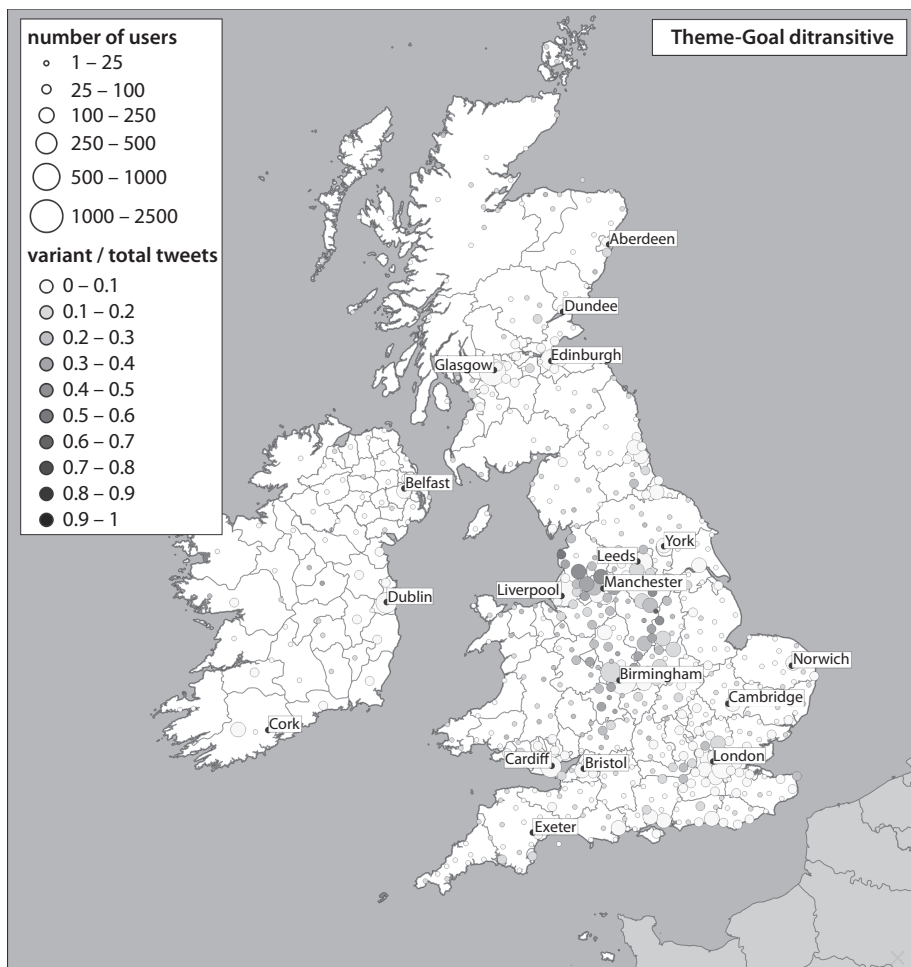 number of users
1 – 25
25 – 100
100 – 250
250 – 500
500 – 1000
1000 – 2500
variant / total tweets
0 – 0.1
0.1 – 0.2
0.2 – 0.3
0.3 – 0.4
0.4 – 0.5
0.5 – 0.6
0.6 – 0.7
0.7 – 0.8
0.8 – 0.9
0.9 – 1
Theme-Goal ditransitive
Aberdeen
Dundee
Edinburgh
Glasgow
Belfast
York
Leeds
Manchester
Liverpool
Dublin
Norwich
Birmingham
Cambridge
Cork
Cardiff
Bristol
London
Exeter